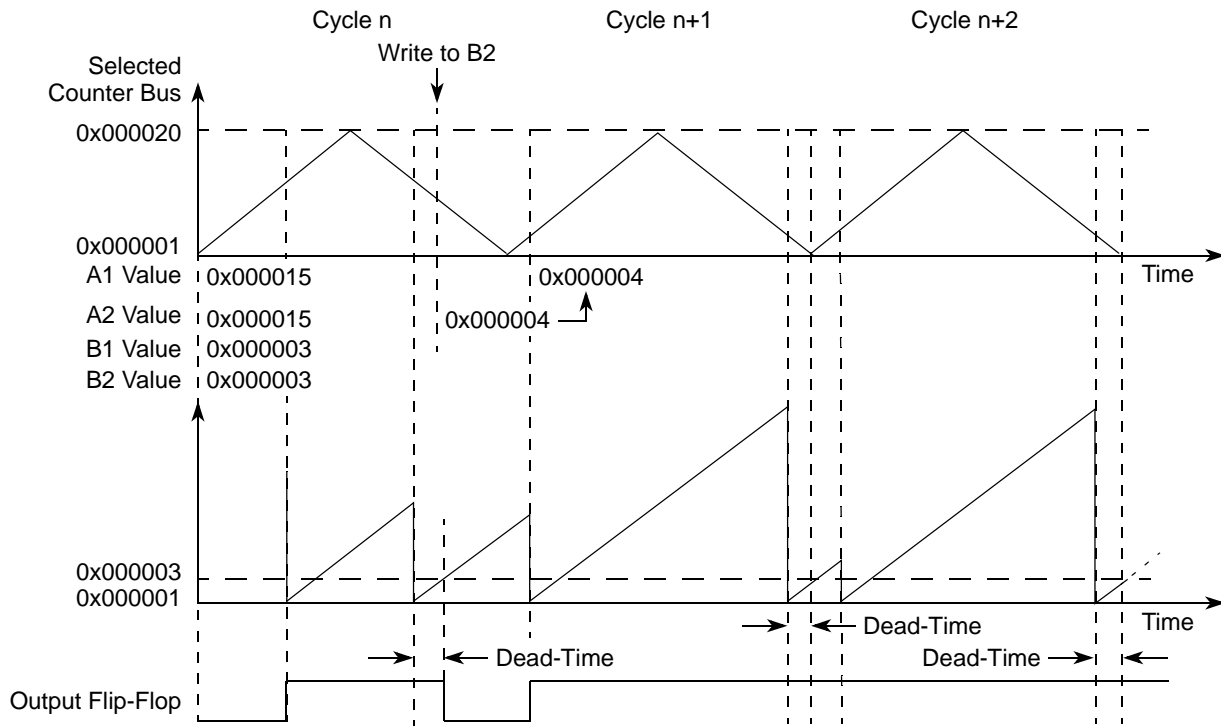 Cycle n
Cycle n+1
Cycle n+2
Write to B2
Selected
Counter Bus
0x000020
0x000001
Time
A1 Value 0x000015 0x000004
A2 Value 0x000015 0x000004
B1 Value 0x000003
B2 Value 0x000003
0x000003
0x000001
Time
Dead-Time
Dead-Time
Dead-Time
Output Flip-Flop